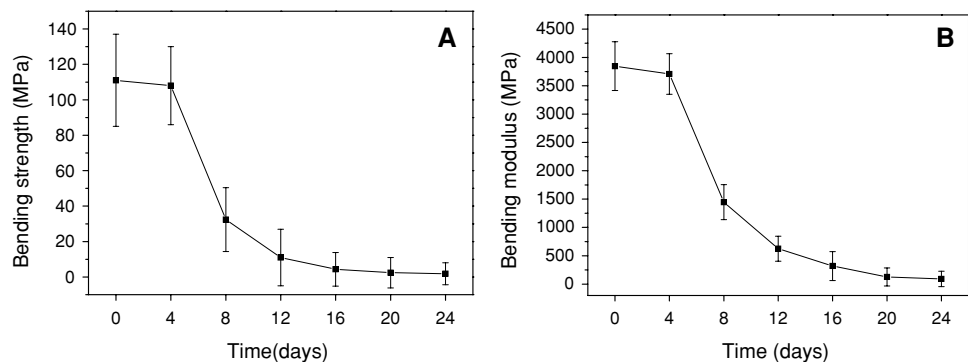 A
Bending strength (MPa)
140
120
100
80
60
40
20
0
0 4 8 12 16 20 24
Time(days)
B
Bending modulus (MPa)
4500
4000
3500
3000
2500
2000
1500
1000
500
0
0 4 8 12 16 20 24
Time (days)